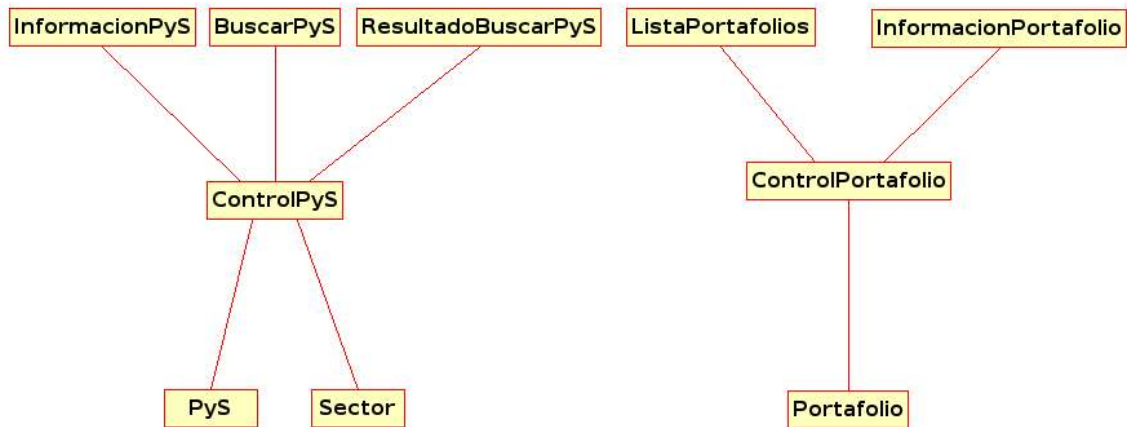 InformacionPyS
BuscarPyS
ResultadoBuscarPyS
ListaPortafolios
InformacionPortafolio
ControlPyS
ControlPortafolio
PyS
Sector
Portafolio